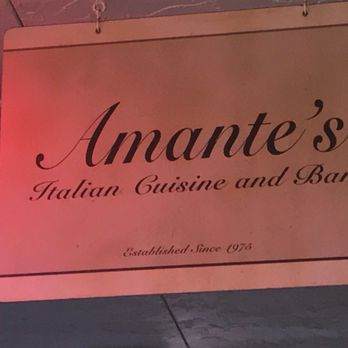 Amante's
Italian Cuisine and Bar
Established Since 1975